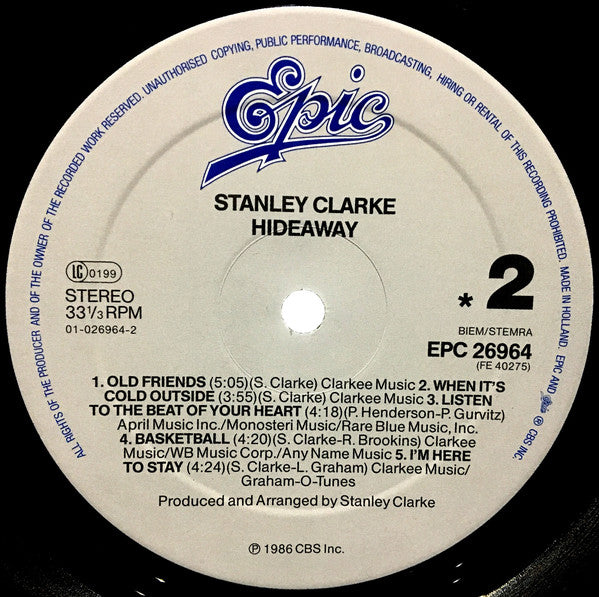 ALL RIGHTS OF THE PRODUCER AND OF THE OWNER OF THE RECORDED WORK RESERVED. UNAUTHORISED COPYING, PUBLIC PERFORMANCE, BROADCASTING, HIRING OR RENTAL OF THIS RECORDING PROHIBITED. MADE IN HOLLAND. EPIC AND Epic ® CBS INC.
Epic
STANLEY CLARKE
HIDEAWAY
LC 0199
STEREO
33 1/3 RPM
01-026964-2
* 2
BIEM/STEMRA
EPC 26964
(FE 40275)
1. OLD FRIENDS (5:05) (S. Clarke) Clarkee Music 2. WHEN IT'S
COLD OUTSIDE (3:55) (S. Clarke) Clarkee Music 3. LISTEN
TO THE BEAT OF YOUR HEART (4:18) (P. Henderson-P. Gurvitz)
April Music Inc./Monosteri Music/Rare Blue Music, Inc.
4. BASKETBALL (4:20) (S. Clarke-R. Brookins) Clarkee
Music/WB Music Corp./Any Name Music 5. I'M HERE
TO STAY (4:24) (S. Clarke-L. Graham) Clarkee Music/
Graham-O-Tunes
Produced and Arranged by Stanley Clarke
℗ 1986 CBS Inc.